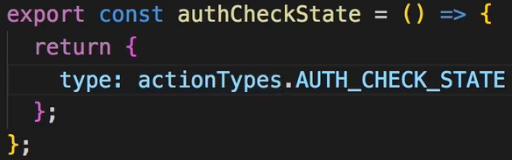 export const authCheckState = () => {
  return {
    type: actionTypes.AUTH_CHECK_STATE
  };
};